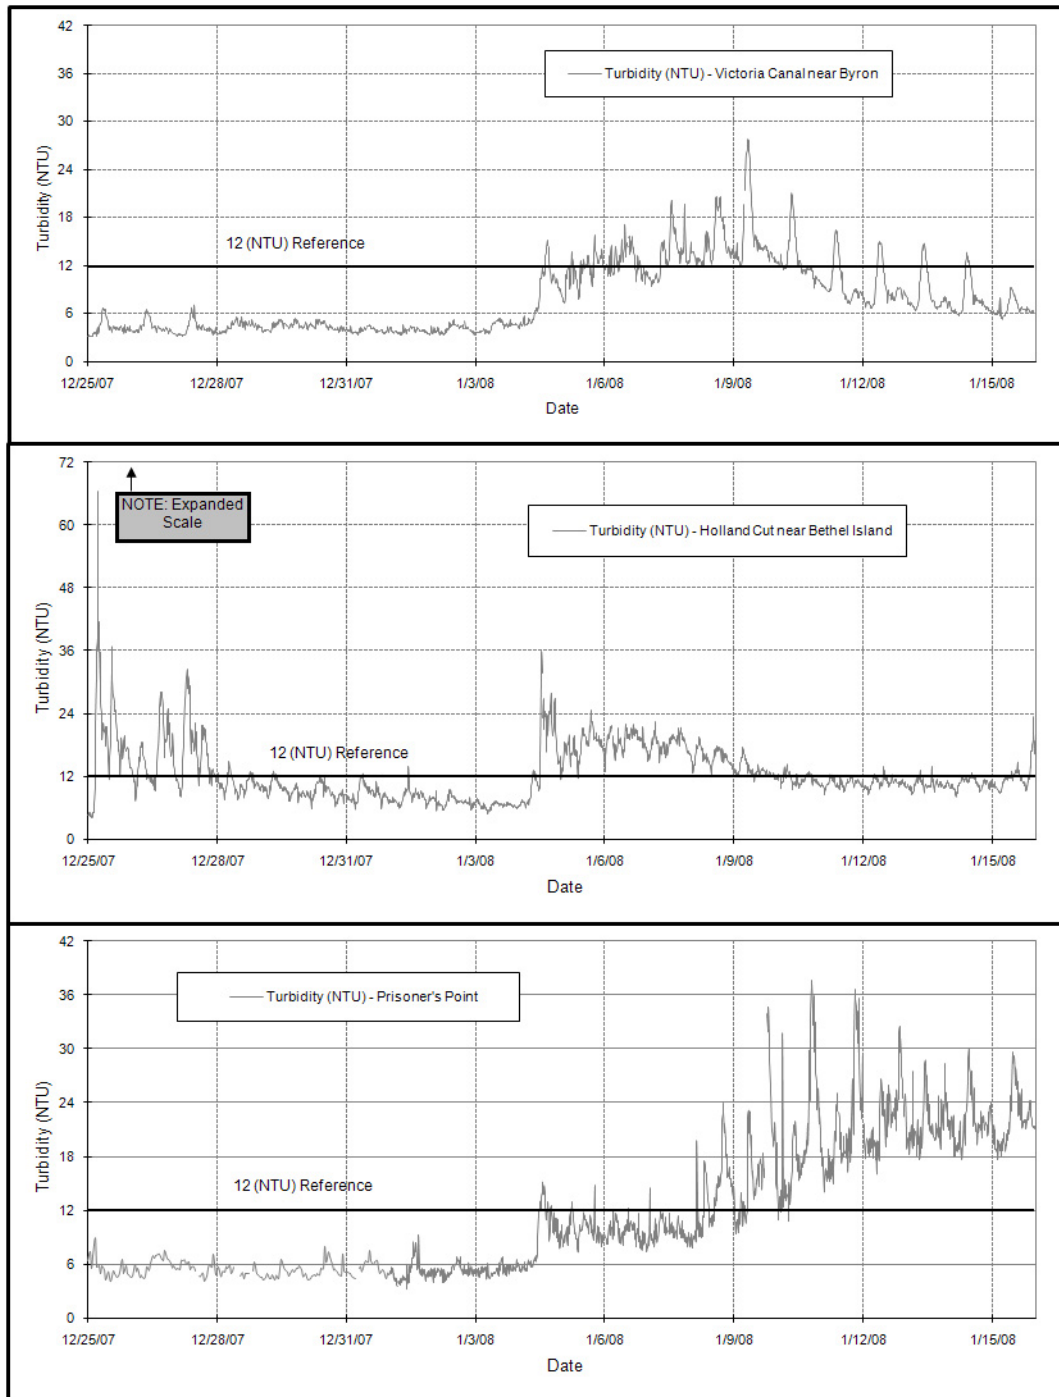 42
36
30
24
18
12
6
0
Turbidity (NTU)
Turbidity (NTU) - Victoria Canal near Byron
12 (NTU) Reference
12/25/07 12/28/07 12/31/07 1/3/08 1/6/08 1/9/08 1/12/08 1/15/08
Date
72
60
48
36
24
12
0
Turbidity (NTU)
NOTE: Expanded
Scale
Turbidity (NTU) - Holland Cut near Bethel Island
12 (NTU) Reference
12/25/07 12/28/07 12/31/07 1/3/08 1/6/08 1/9/08 1/12/08 1/15/08
Date
42
36
30
24
18
12
6
0
Turbidity (NTU)
Turbidity (NTU) - Prisoner's Point
12 (NTU) Reference
12/25/07 12/28/07 12/31/07 1/3/08 1/6/08 1/9/08 1/12/08 1/15/08
Date